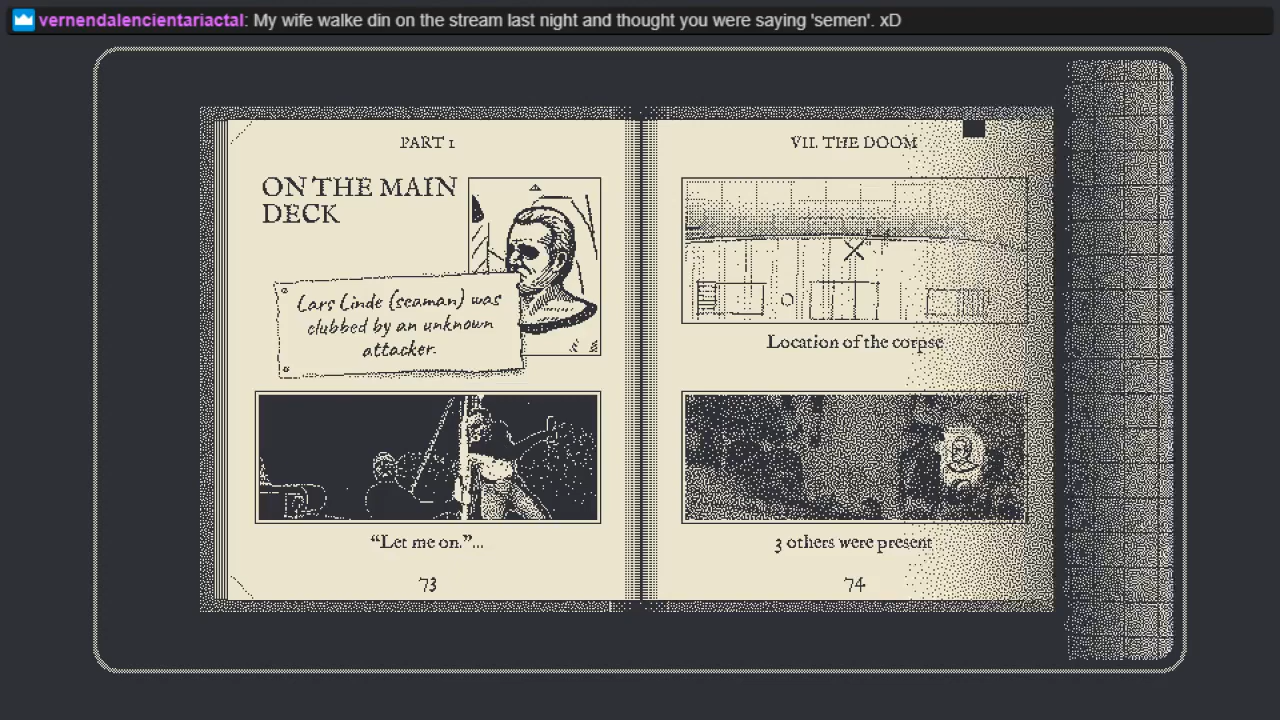 vernendalencientariactal: My wife walke din on the stream last night and thought you were saying 'semen'. xD
PART 1
ON THE MAIN
DECK
Lars Linde (seaman) was
clubbed by an unknown
attacker.
“Let me on.”...
73
VII. THE DOOM
Location of the corpse
3 others were present
74